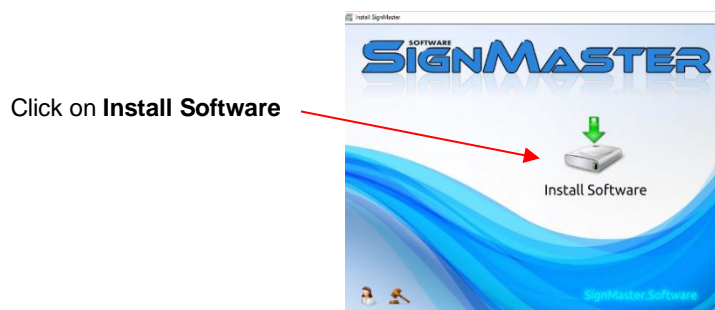 Install SignMaster
SOFTWARE
SIGNMASTER
Click on Install Software
Install Software
SignMaster.Software